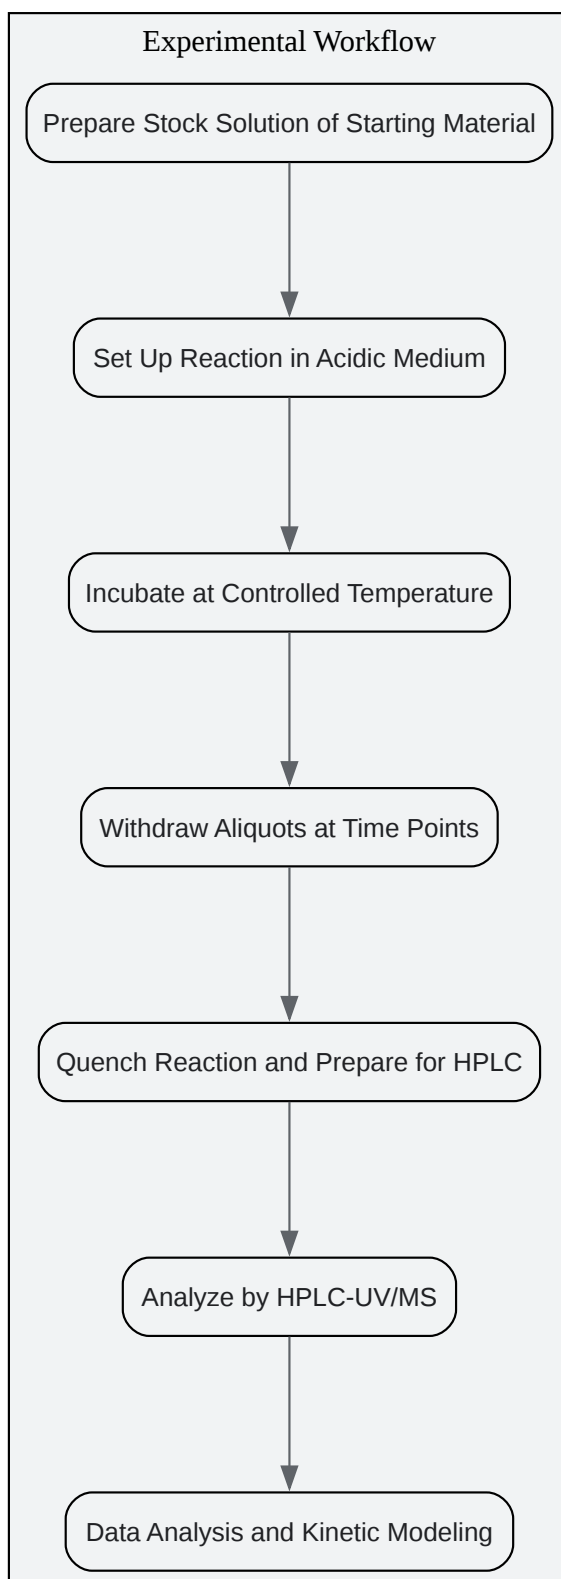 Experimental Workflow
Prepare Stock Solution of Starting Material
Set Up Reaction in Acidic Medium
Incubate at Controlled Temperature
Withdraw Aliquots at Time Points
Quench Reaction and Prepare for HPLC
Analyze by HPLC-UV/MS
Data Analysis and Kinetic Modeling